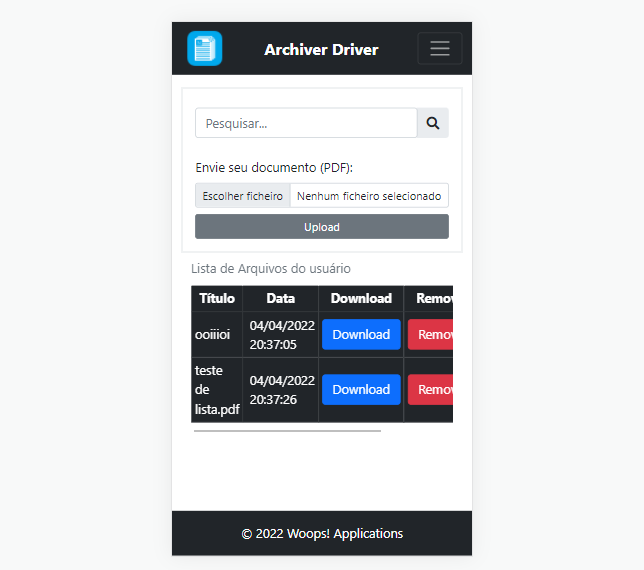 Archiver Driver
Pesquisar...
Envie seu documento (PDF):
Escolher ficheiro Nenhum ficheiro selecionado
Upload
Lista de Arquivos do usuário
Título Data Download Remov
ooiiioi 04/04/2022 20:37:05 Download Remov
teste de lista.pdf 04/04/2022 20:37:26 Download Remov
© 2022 Woops! Applications